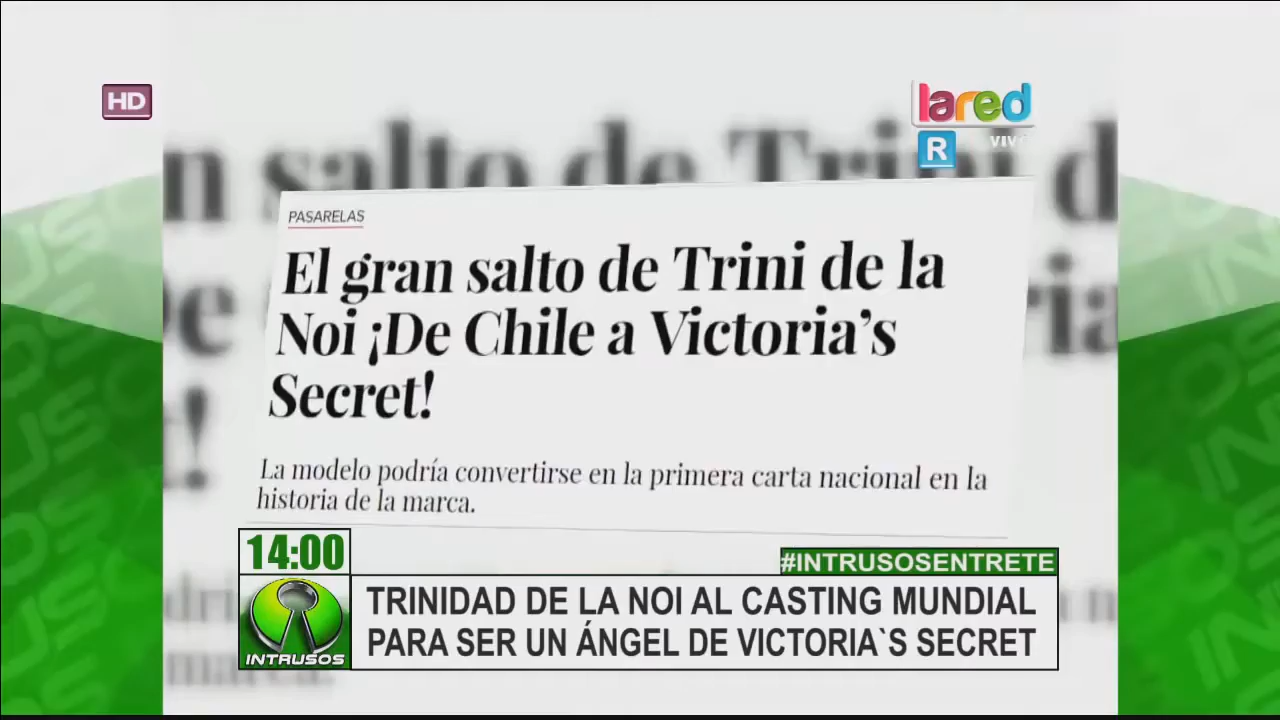 HD
lared
R
VIVO
PASARELAS
El gran salto de Trini de la
Noi ¡De Chile a Victoria's
Secret!
La modelo podría convertirse en la primera carta nacional en la
historia de la marca.
14:00
#INTRUSOSENTRETE
TRINIDAD DE LA NOI AL CASTING MUNDIAL
PARA SER UN ÁNGEL DE VICTORIA`S SECRET
INTRUSOS